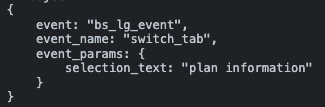 {
event: "bs_lg_event",
event_name: "switch_tab",
event_params: {
selection_text: "plan information"
}
}